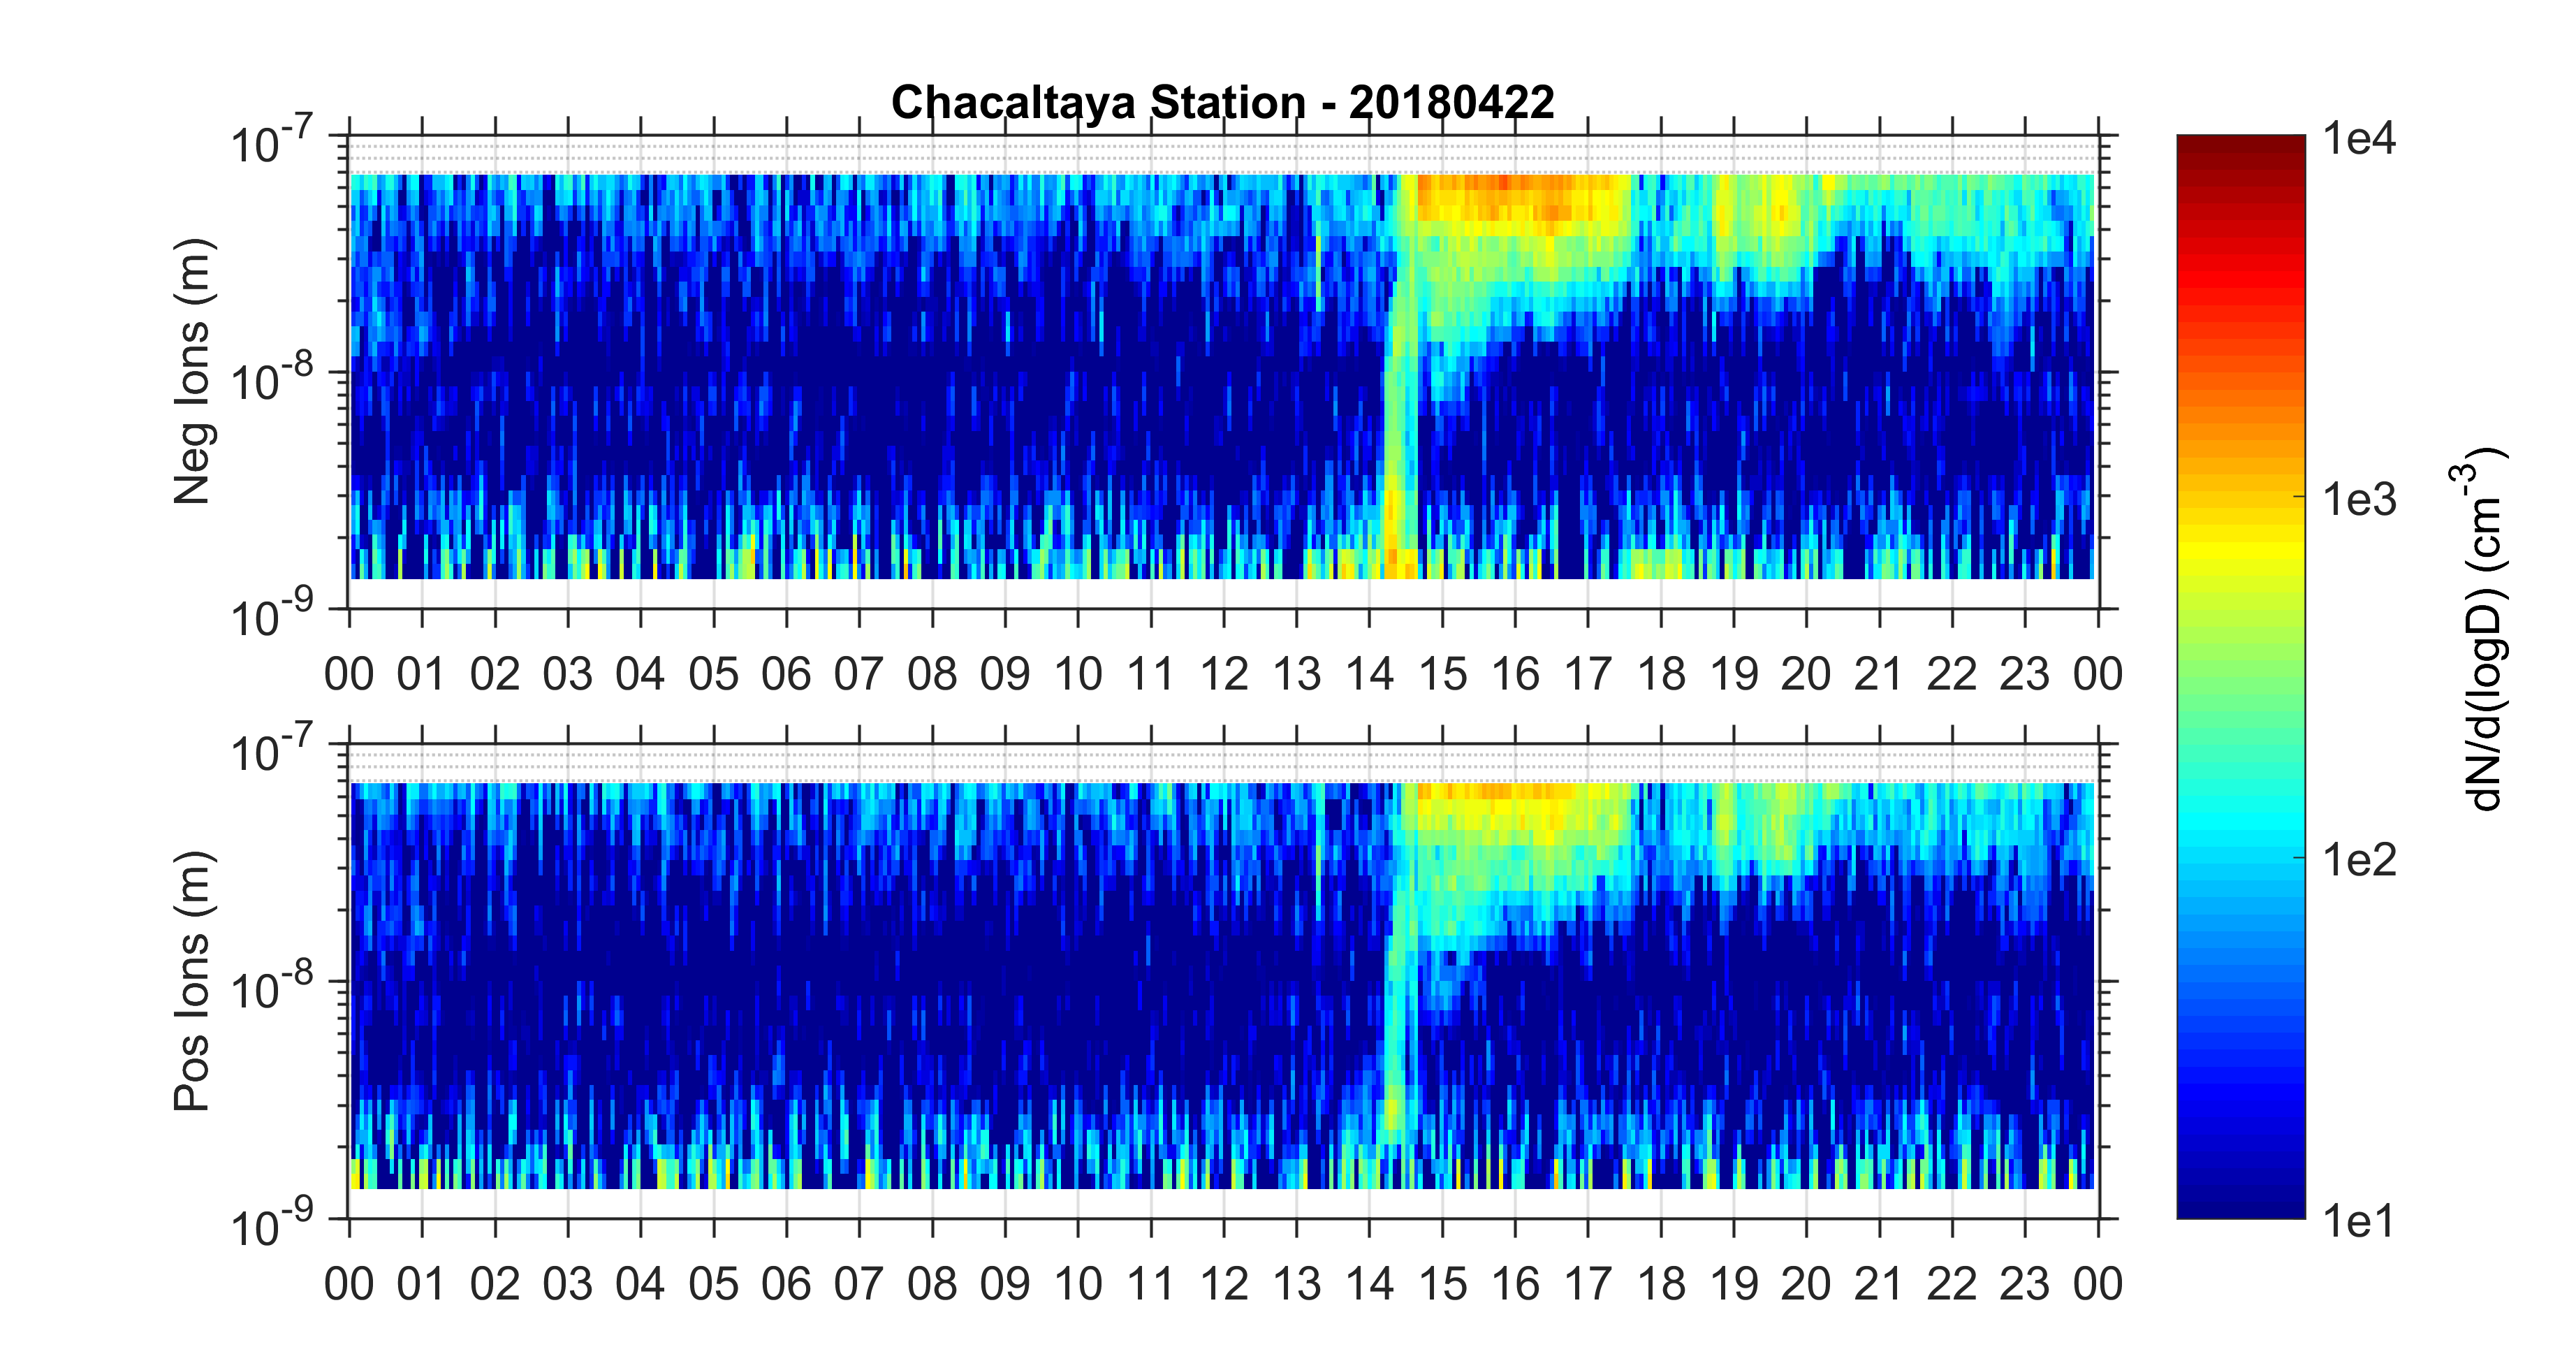 Chacaltaya Station - 20180422
Neg Ions (m)
10-7
10-8
10-9
00 01 02 03 04 05 06 07 08 09 10 11 12 13 14 15 16 17 18 19 20 21 22 23 00
Pos Ions (m)
10-7
10-8
10-9
00 01 02 03 04 05 06 07 08 09 10 11 12 13 14 15 16 17 18 19 20 21 22 23 00
1e4
1e3
1e2
1e1
dN/d(logD) (cm-3)